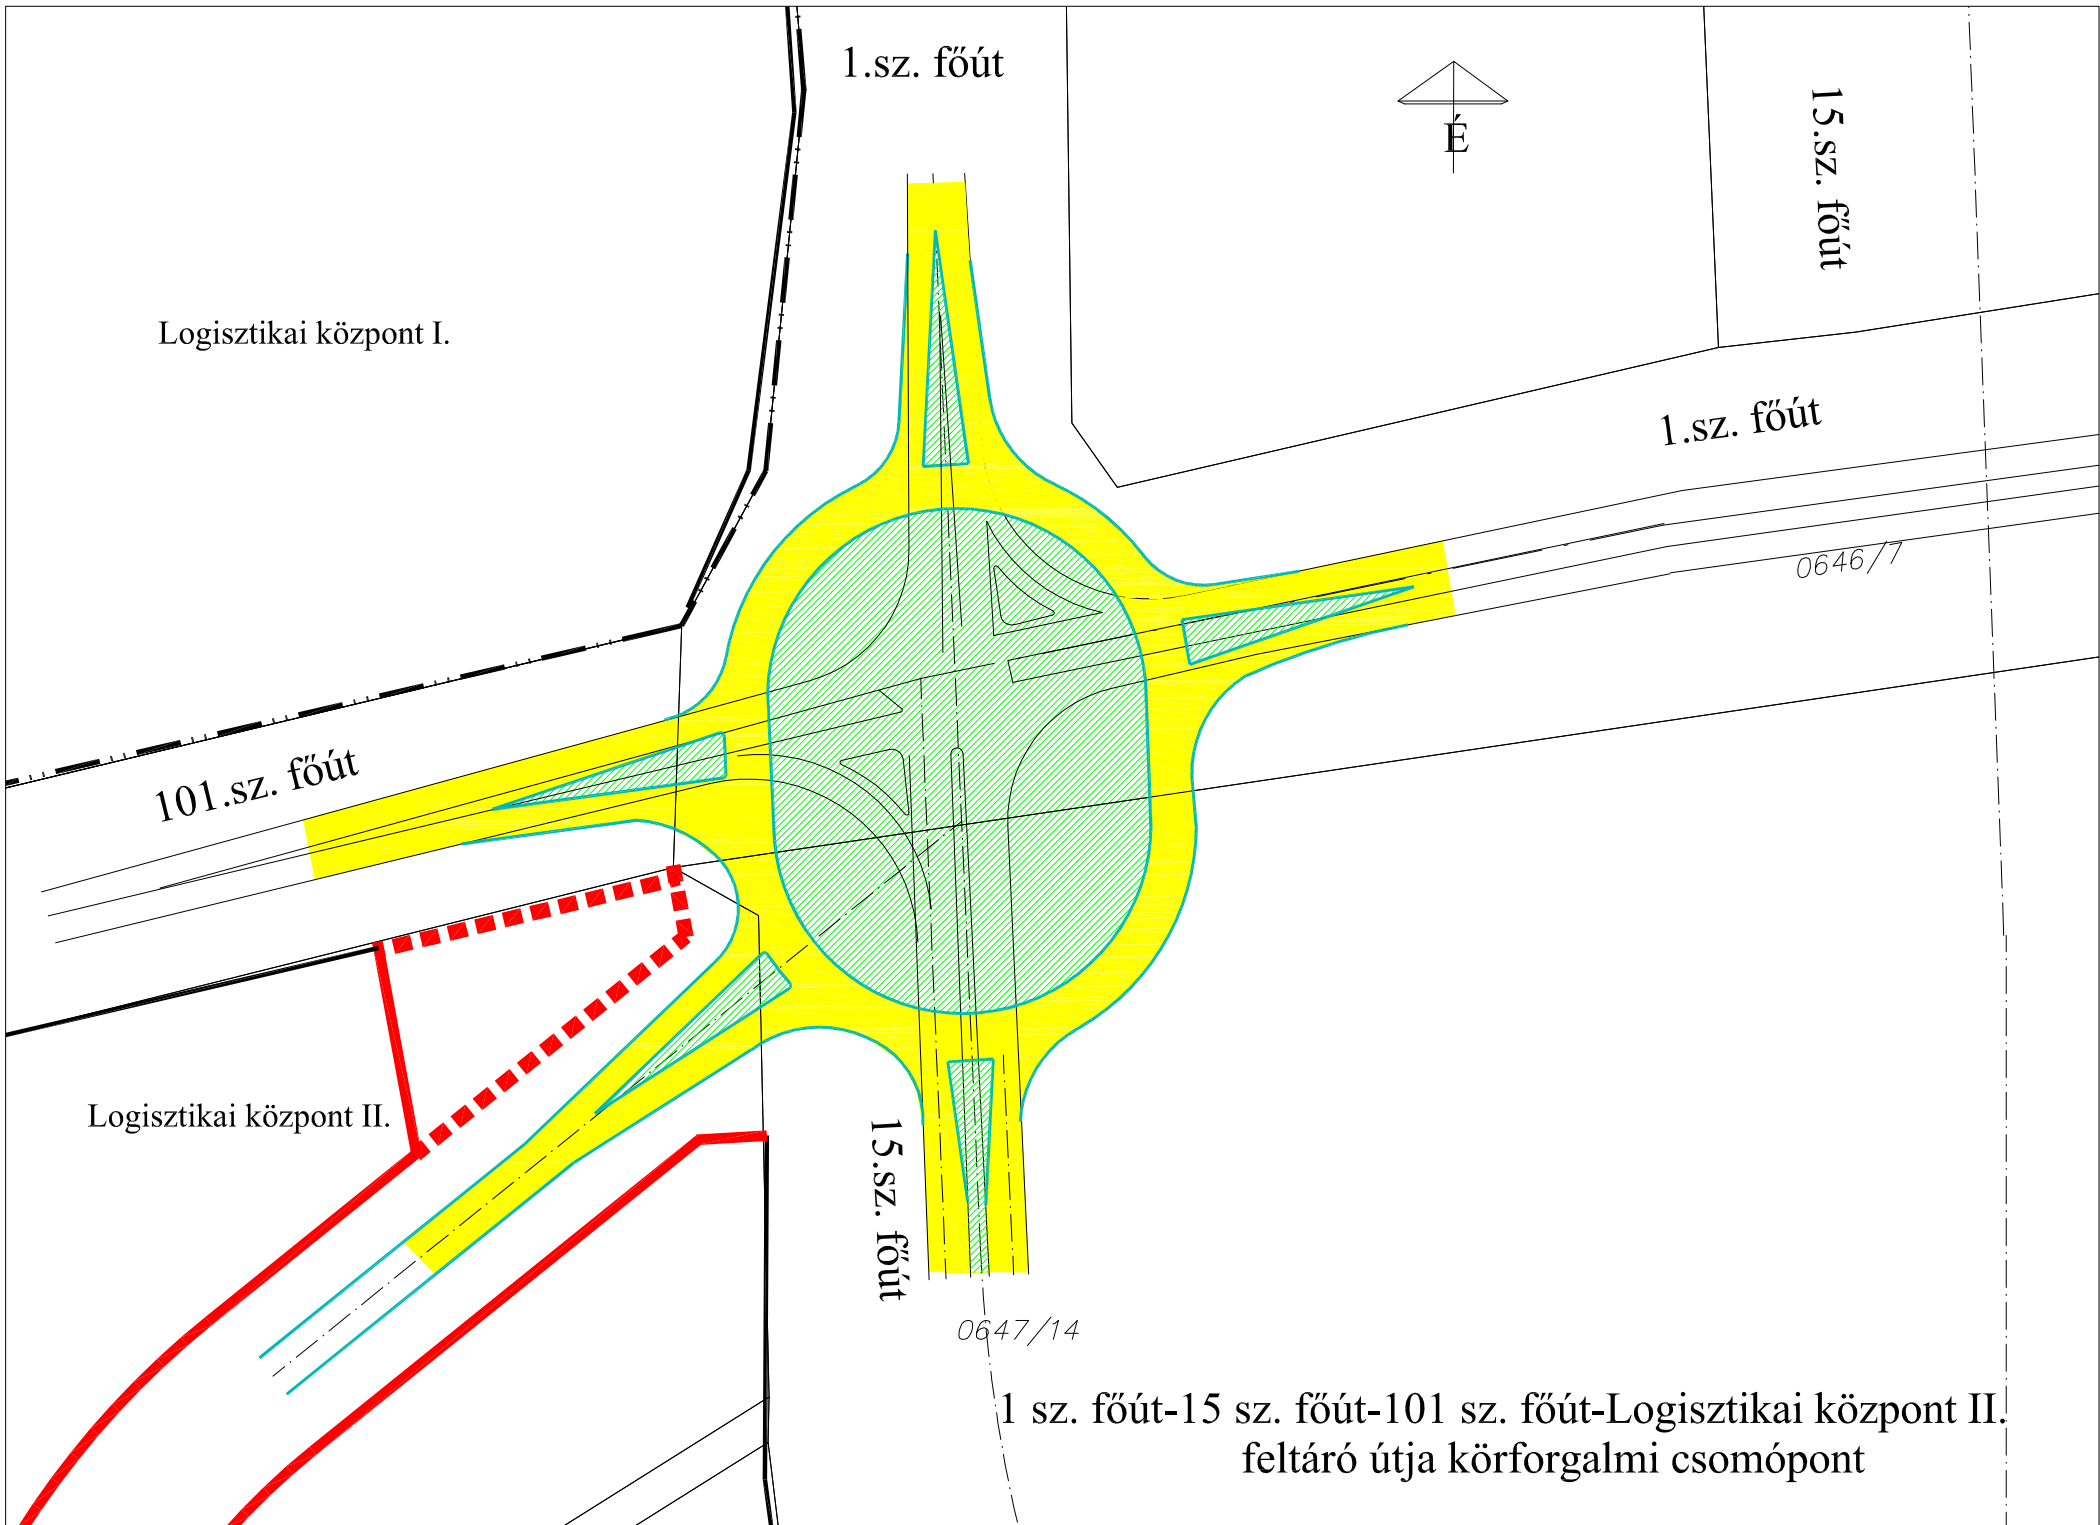 1.sz. főút
É
15.sz. főút
Logisztikai központ I.
1.sz. főút
0646/7
101.sz. főút
Logisztikai központ II.
15.sz. főút
0647/14
1 sz. főút-15 sz. főút-101 sz. főút-Logisztikai központ II.
feltáró útja körforgalmi csomópont